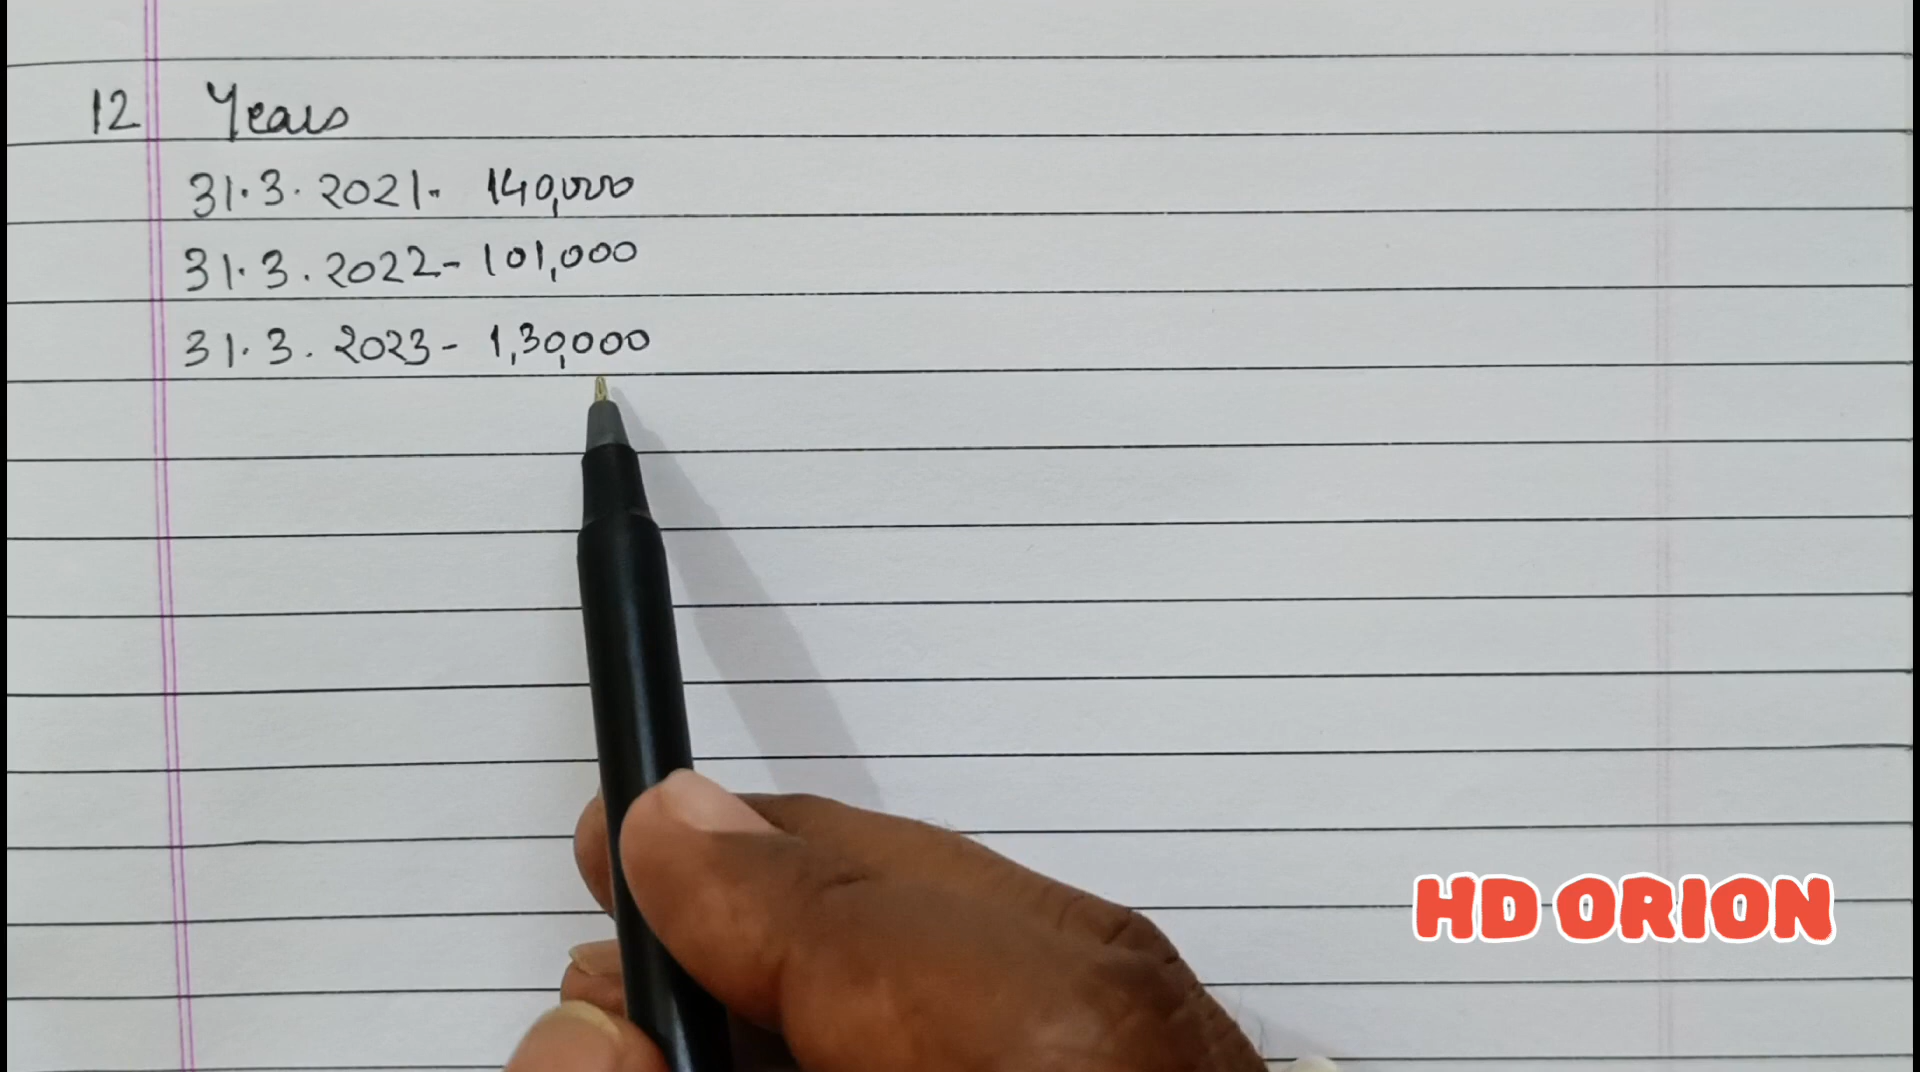 12 Years
31.3.2021- 140,000
31.3.2022- 101,000
31.3.2023- 1,30,000
HD ORION